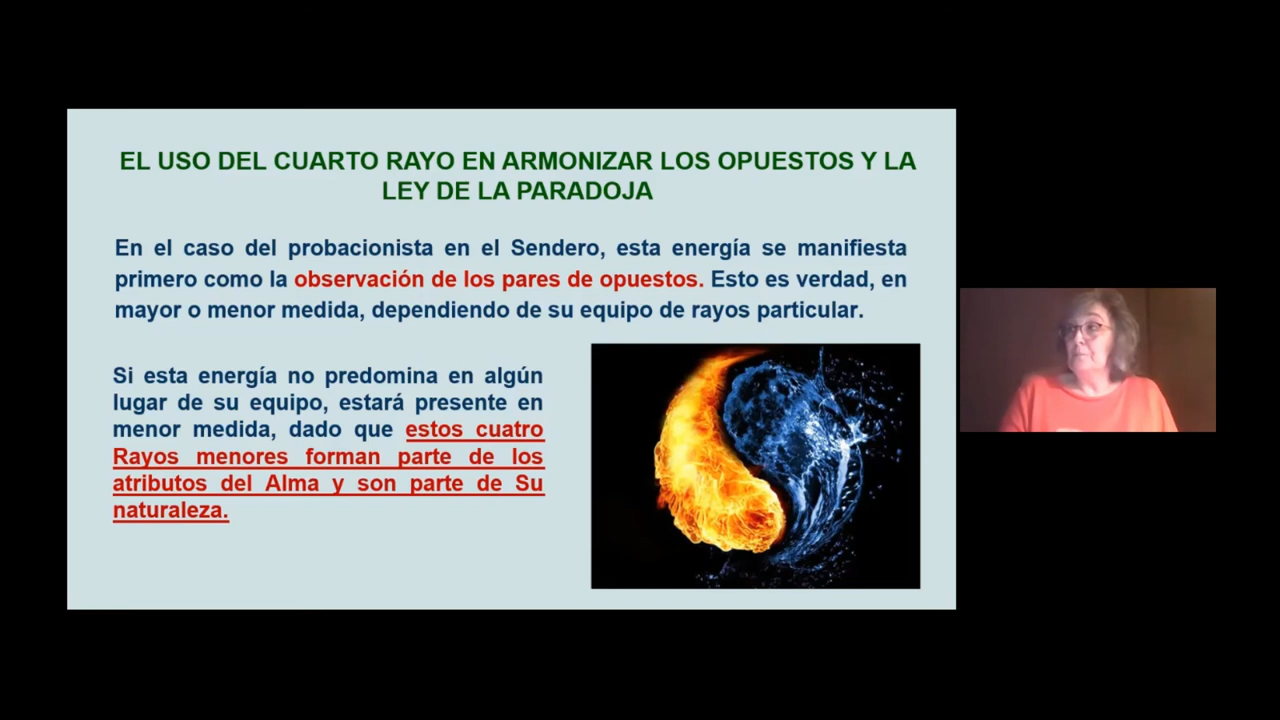 EL USO DEL CUARTO RAYO EN ARMONIZAR LOS OPUESTOS Y LA
LEY DE LA PARADOJA
En el caso del probacionista en el Sendero, esta energía se manifiesta
primero como la observación de los pares de opuestos. Esto es verdad, en
mayor o menor medida, dependiendo de su equipo de rayos particular.
Si esta energía no predomina en algún
lugar de su equipo, estará presente en
menor medida, dado que estos cuatro
Rayos menores forman parte de los
atributos del Alma y son parte de Su
naturaleza.